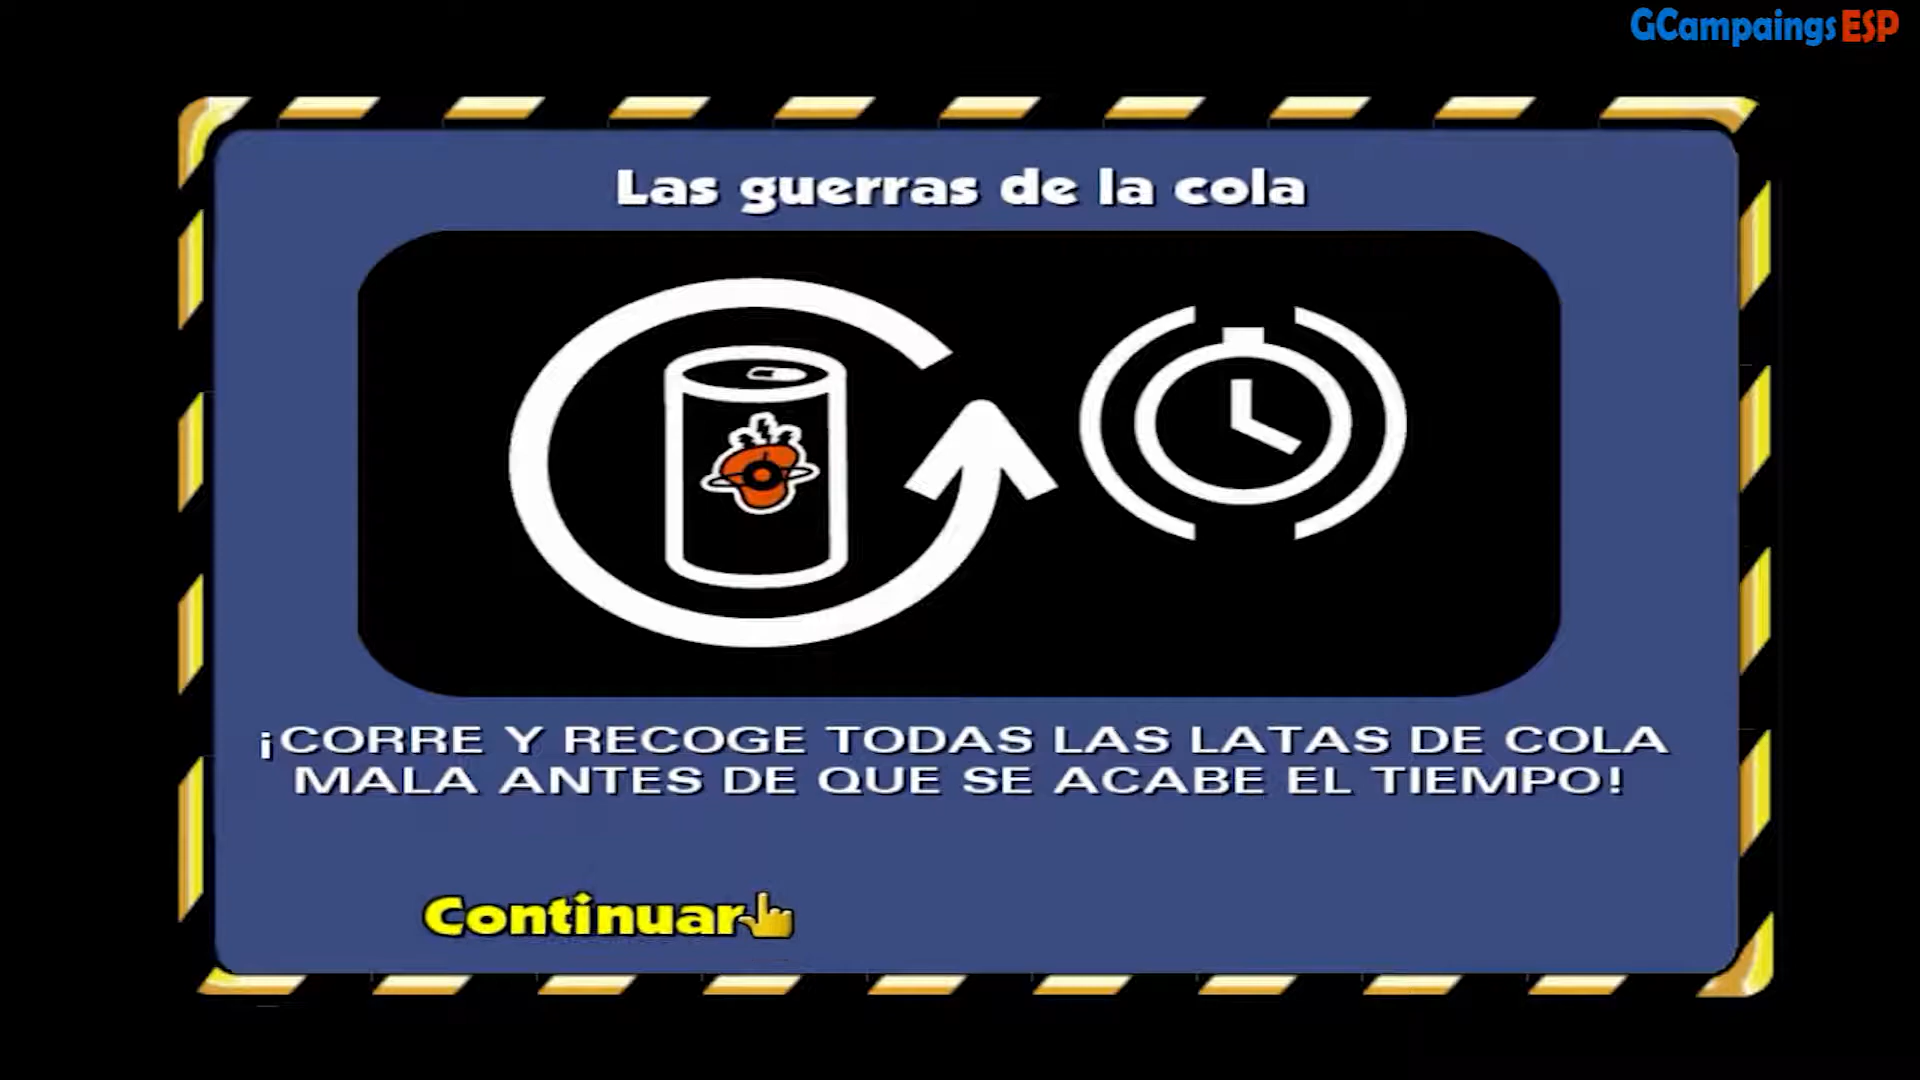 GCampaingsESP
Las guerras de la cola
¡CORRE Y RECOGE TODAS LAS LATAS DE COLA
MALA ANTES DE QUE SE ACABE EL TIEMPO!
Continuar